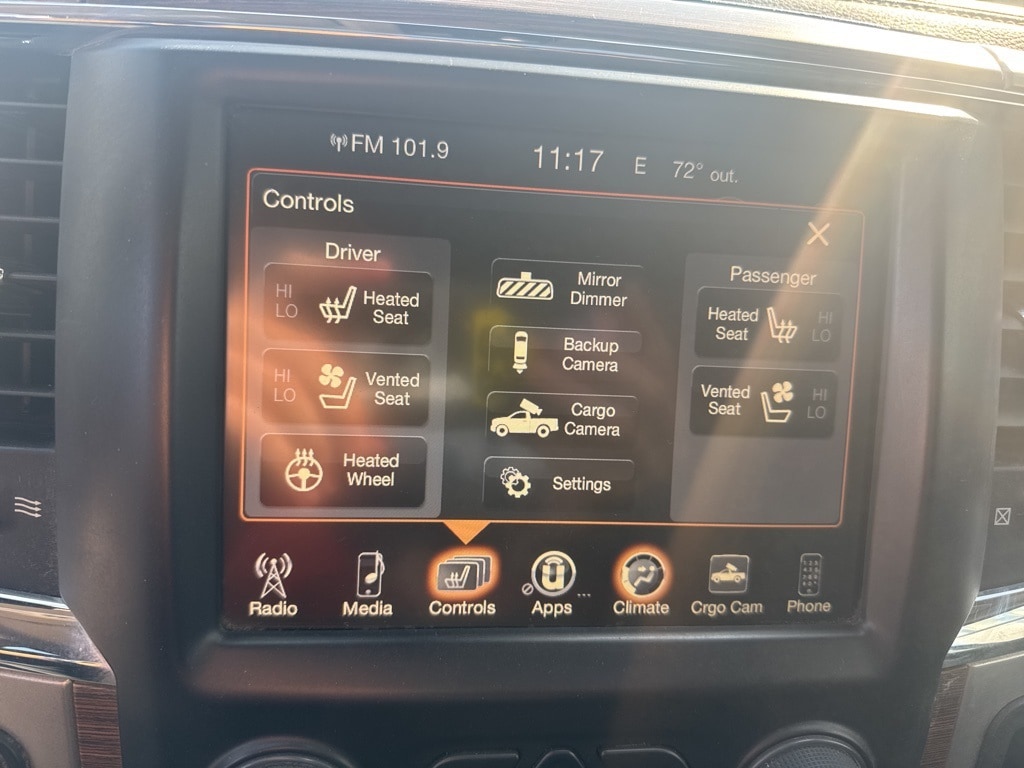 FM 101.9 11:17 E 72° out.
Controls
Driver
HI
LO
Heated
Seat
HI
LO
Vented
Seat
Heated
Wheel
Mirror
Dimmer
Backup
Camera
Cargo
Camera
Settings
Passenger
Heated
Seat
HI
LO
Vented
Seat
HI
LO
Radio Media Controls Apps Climate Crgo Cam Phone